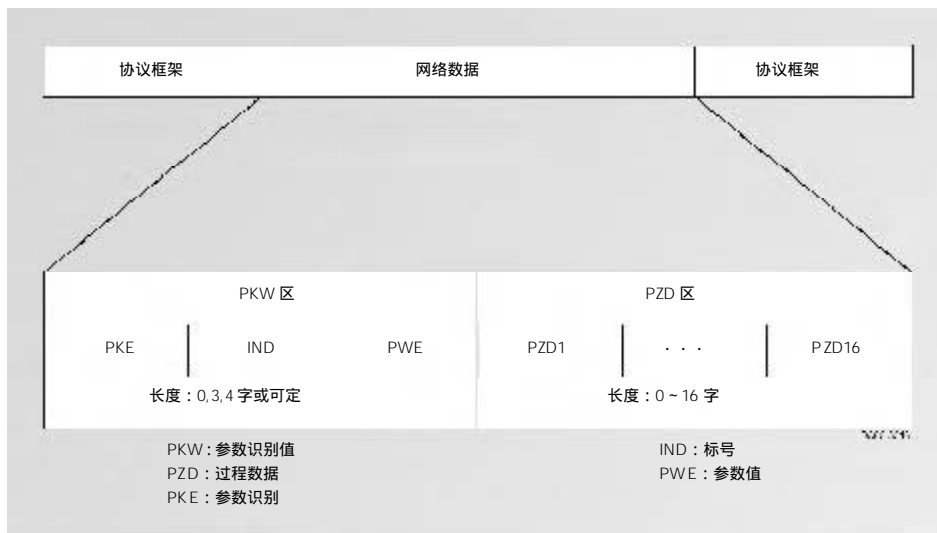 协议框架 网络数据 协议框架
PKW 区 PZD 区
PKE IND PWE PZD1 · · · PZD16
长度：0,3,4 字或可定 长度：0 ~ 16 字
PKW：参数识别值 IND：标号
PZD：过程数据 PWE：参数值
PKE：参数识别